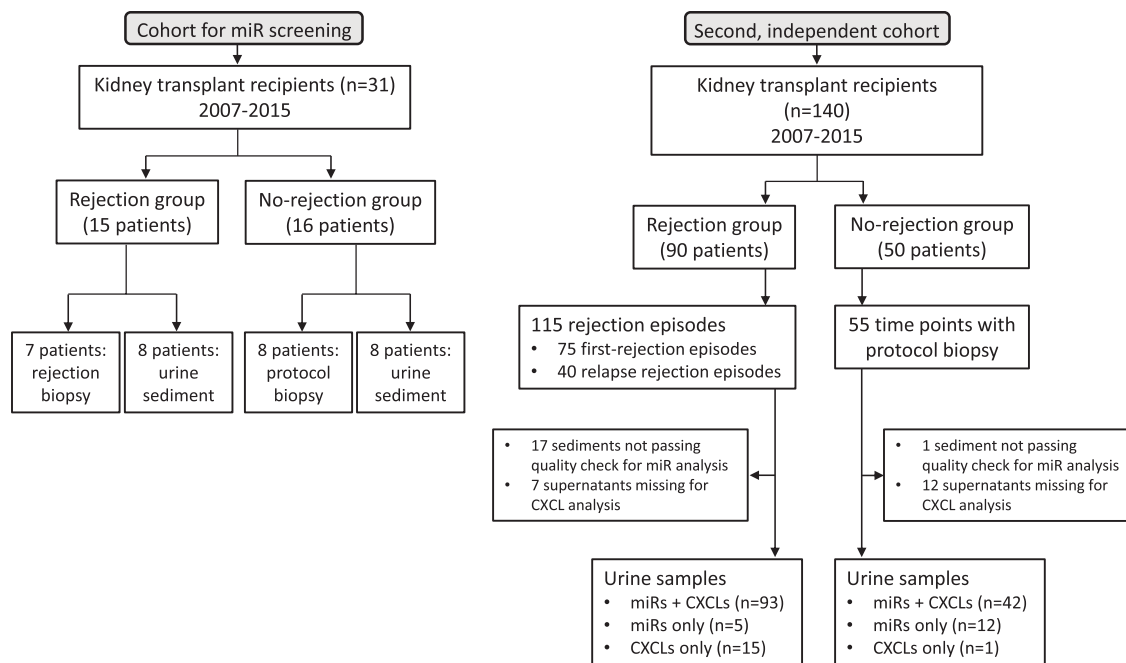 Cohort for miR screening
Kidney transplant recipients (n=31)
2007-2015
Rejection group
(15 patients)
No-rejection group
(16 patients)
7 patients:
rejection
biopsy
8 patients:
urine
sediment
8 patients:
protocol
biopsy
8 patients:
urine
sediment
Second, independent cohort
Kidney transplant recipients
(n=140)
2007-2015
Rejection group
(90 patients)
No-rejection group
(50 patients)
115 rejection episodes
• 75 first-rejection episodes
• 40 relapse rejection episodes
55 time points with
protocol biopsy
• 17 sediments not passing
quality check for miR analysis
• 7 supernatants missing for
CXCL analysis
• 1 sediment not passing
quality check for miR analysis
• 12 supernatants missing for
CXCL analysis
Urine samples
• miRs + CXCLs (n=93)
• miRs only (n=5)
• CXCLs only (n=15)
Urine samples
• miRs + CXCLs (n=42)
• miRs only (n=12)
• CXCLs only (n=1)